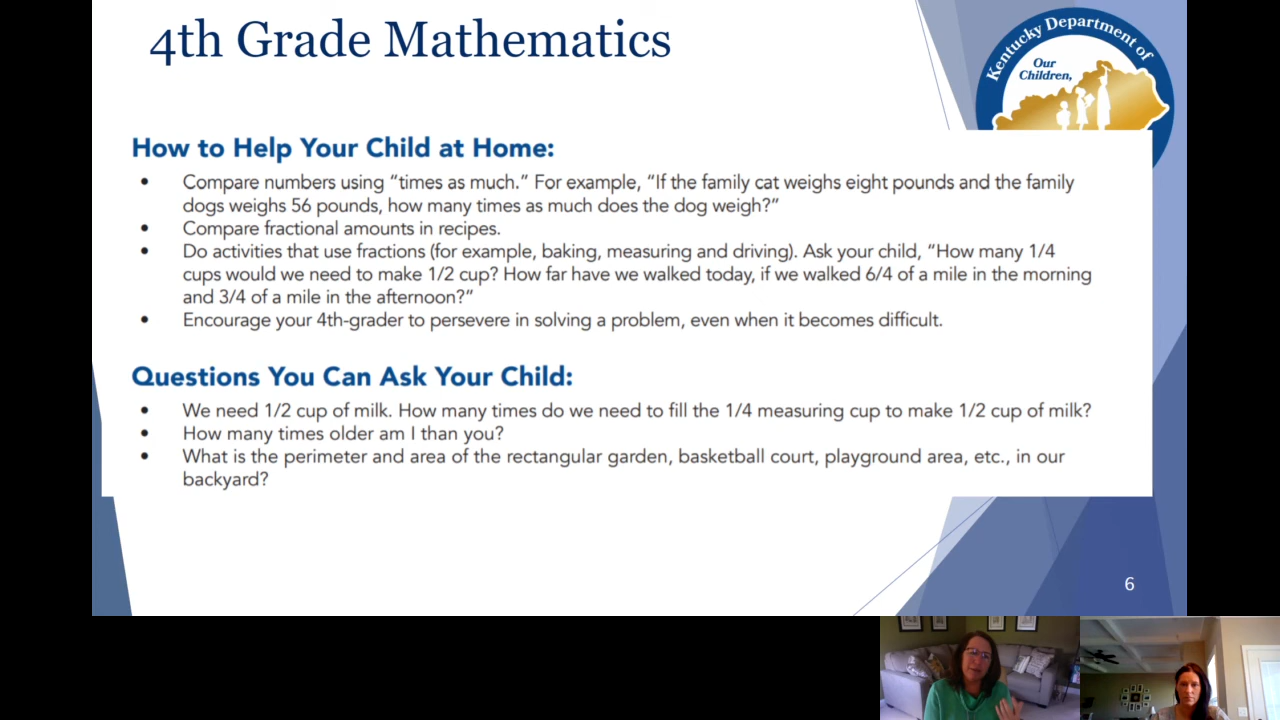 4th Grade Mathematics
Kentucky Department of
Our
Children,
How to Help Your Child at Home:
• Compare numbers using “times as much.” For example, “If the family cat weighs eight pounds and the family
dogs weighs 56 pounds, how many times as much does the dog weigh?”
• Compare fractional amounts in recipes.
• Do activities that use fractions (for example, baking, measuring and driving). Ask your child, “How many 1/4
cups would we need to make 1/2 cup? How far have we walked today, if we walked 6/4 of a mile in the morning
and 3/4 of a mile in the afternoon?”
• Encourage your 4th-grader to persevere in solving a problem, even when it becomes difficult.
Questions You Can Ask Your Child:
• We need 1/2 cup of milk. How many times do we need to fill the 1/4 measuring cup to make 1/2 cup of milk?
• How many times older am I than you?
• What is the perimeter and area of the rectangular garden, basketball court, playground area, etc., in our
backyard?
6